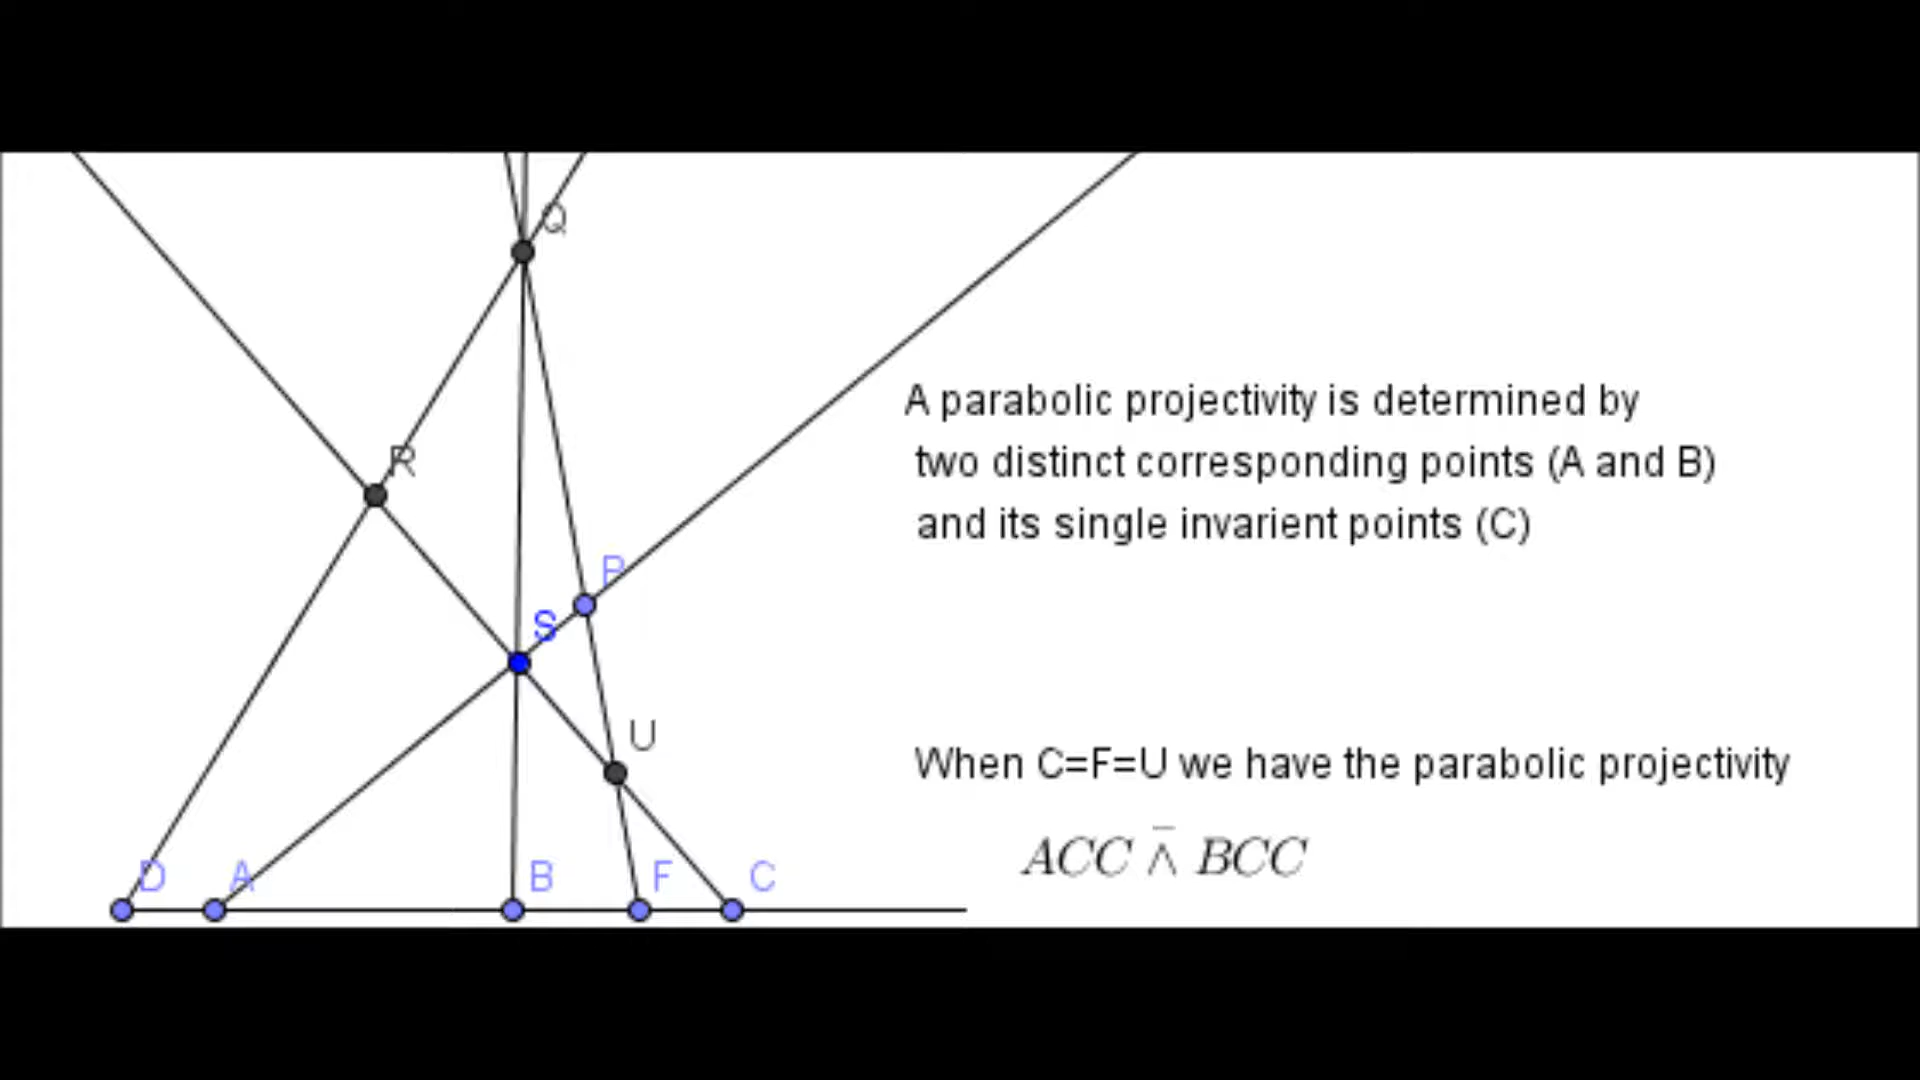 Q
A parabolic projectivity is determined by
R
two distinct corresponding points (A and B)
and its single invarient points (C)
P
S
U
When C=F=U we have the parabolic projectivity
ACC ⊼ BCC
D A B F C